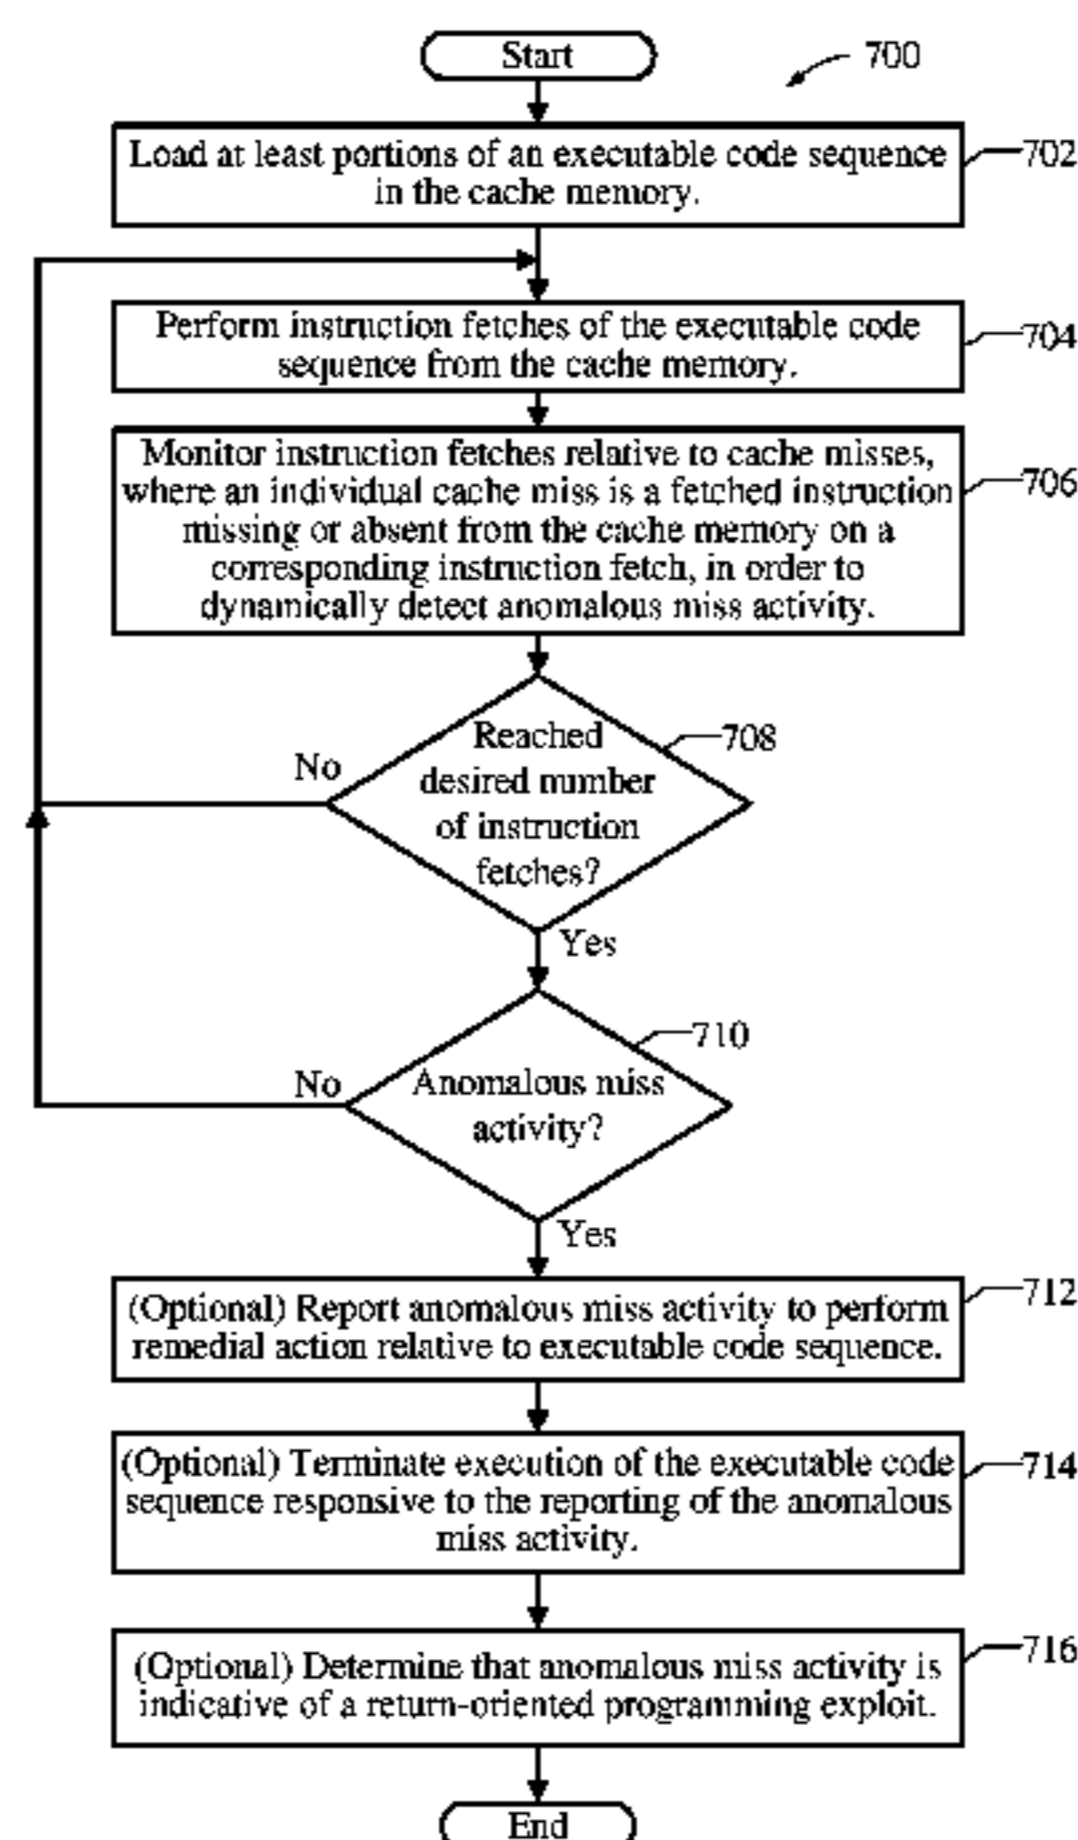 Start
700
Load at least portions of an executable code sequence
in the cache memory.
702
Perform instruction fetches of the executable code
sequence from the cache memory.
704
Monitor instruction fetches relative to cache misses,
where an individual cache miss is a fetched instruction
missing or absent from the cache memory on a
corresponding instruction fetch, in order to
dynamically detect anomalous miss activity.
706
Reached
desired number
of instruction
fetches?
708
No
Yes
Anomalous miss
activity?
710
No
Yes
(Optional) Report anomalous miss activity to perform
remedial action relative to executable code sequence.
712
(Optional) Terminate execution of the executable code
sequence responsive to the reporting of the anomalous
miss activity.
714
(Optional) Determine that anomalous miss activity is
indicative of a return-oriented programming exploit.
716
End